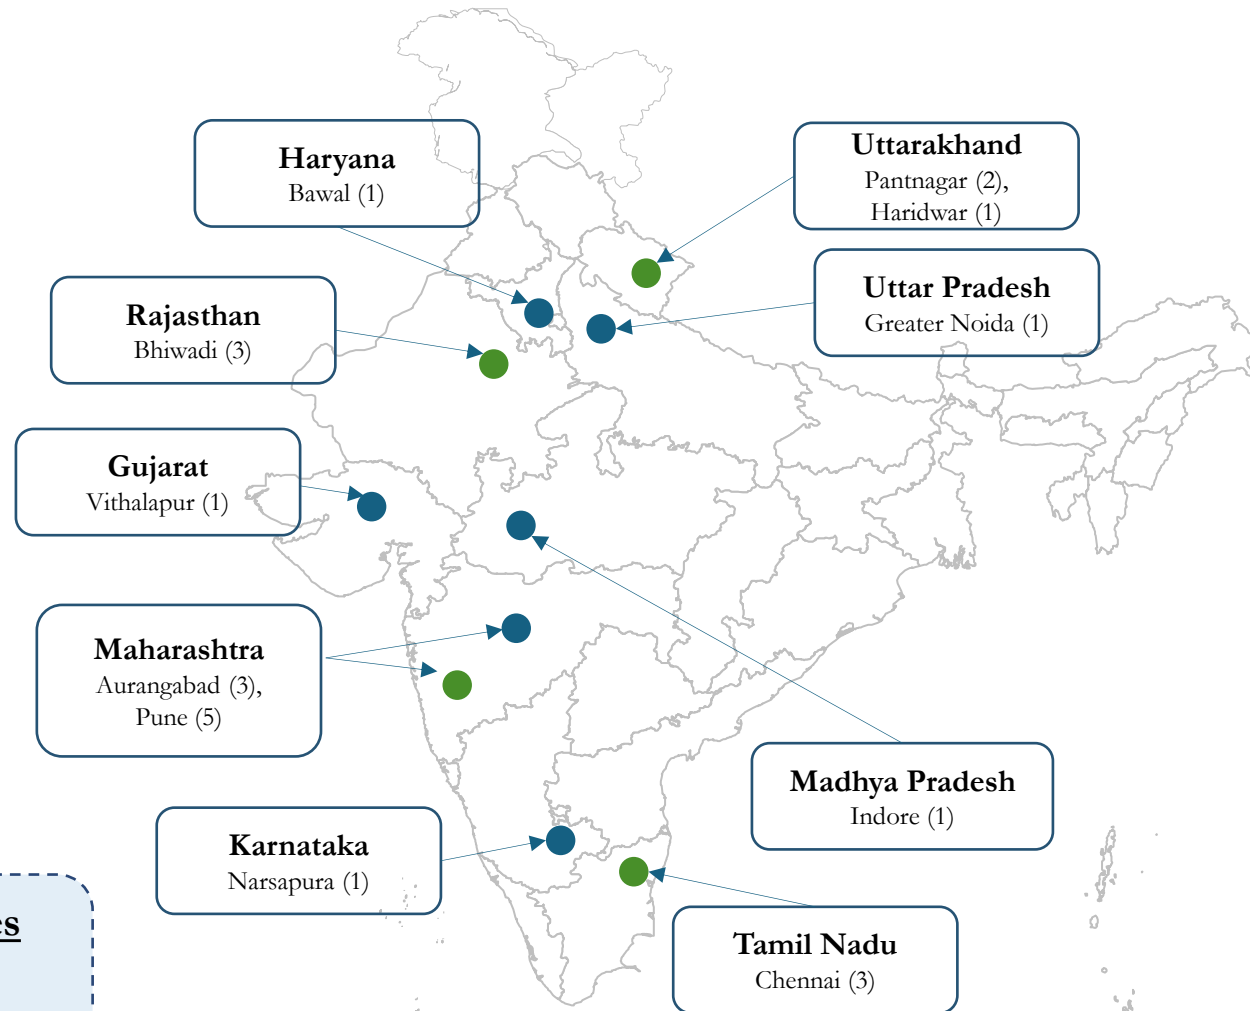 Haryana
Bawal (1)
Uttarakhand
Pantnagar (2),
Haridwar (1)
Rajasthan
Bhiwadi (3)
Uttar Pradesh
Greater Noida (1)
Gujarat
Vithalapur (1)
Maharashtra
Aurangabad (3),
Pune (5)
Madhya Pradesh
Indore (1)
Karnataka
Narsapura (1)
es
Tamil Nadu
Chennai (3)